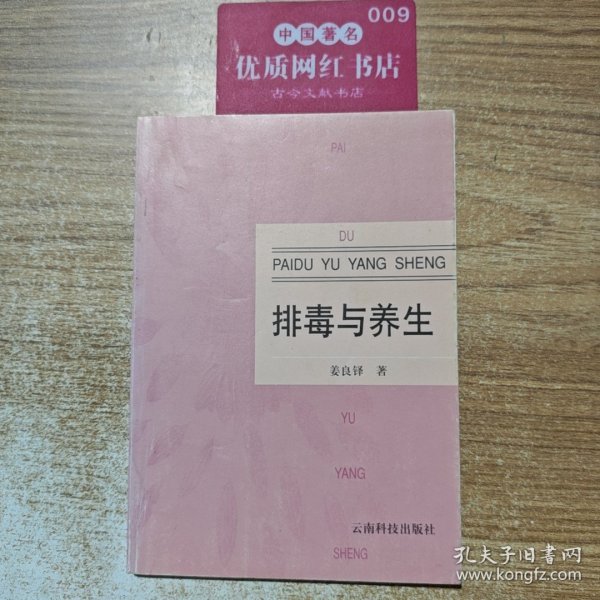 009
中国著名
优质网红书店
古今文献书店
PAI
DU
PAIDU YU YANG SHENG
排毒与养生
姜良铎 著
YU
YANG
云南科技出版社
SHENG
孔夫子旧书网
www.kongfz.com